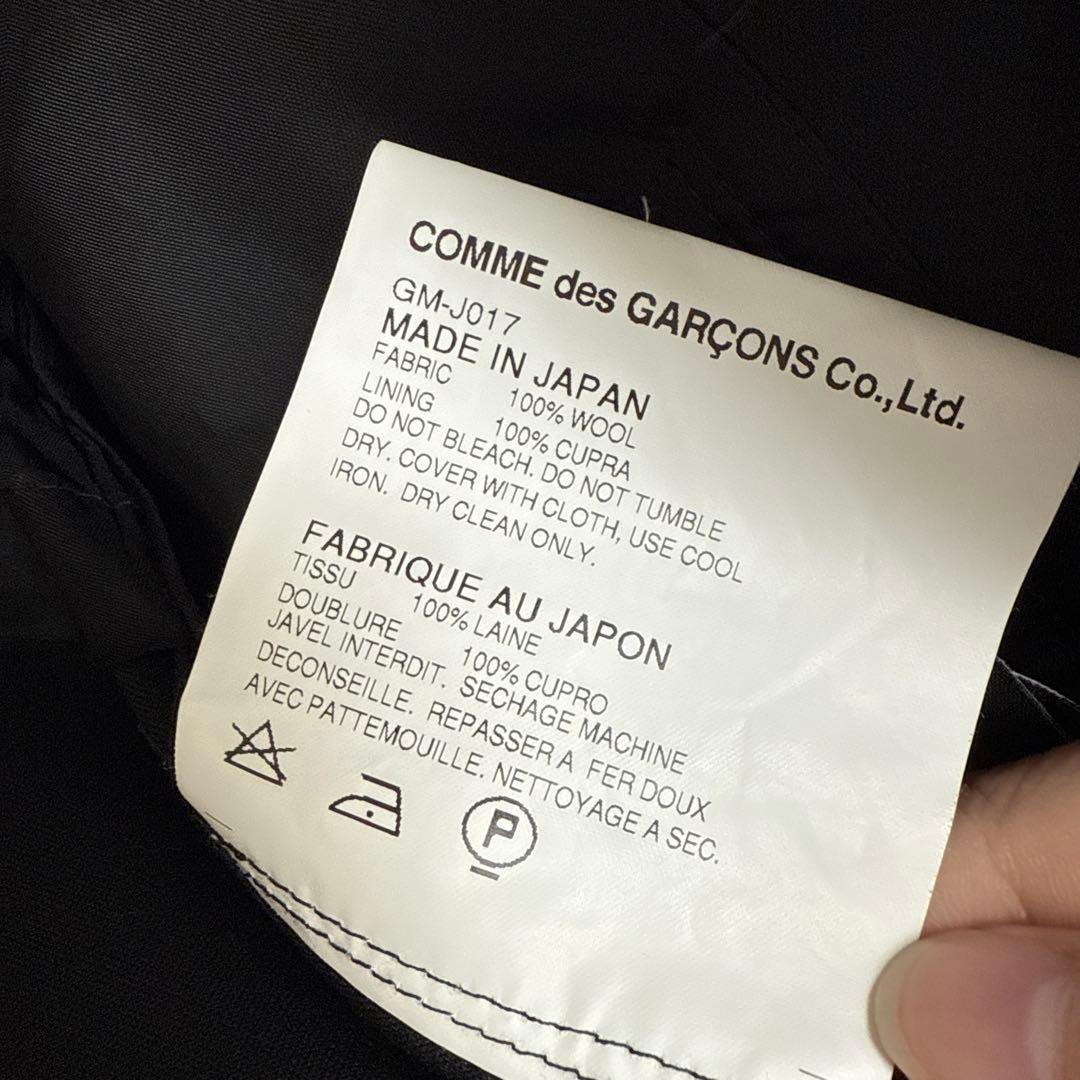 COMME des GARÇONS Co.,Ltd.
GM-J017
MADE IN JAPAN
FABRIC 100% WOOL
LINING 100% CUPRA
DO NOT BLEACH. DO NOT TUMBLE
DRY. COVER WITH CLOTH, USE COOL
IRON. DRY CLEAN ONLY.
FABRIQUE AU JAPON
TISSU 100% LAINE
DOUBLURE 100% CUPRO
JAVEL INTERDIT. SECHAGE MACHINE
DECONSEILLE. REPASSER A FER DOUX
AVEC PATTEMOUILLE. NETTOYAGE A SEC.
P